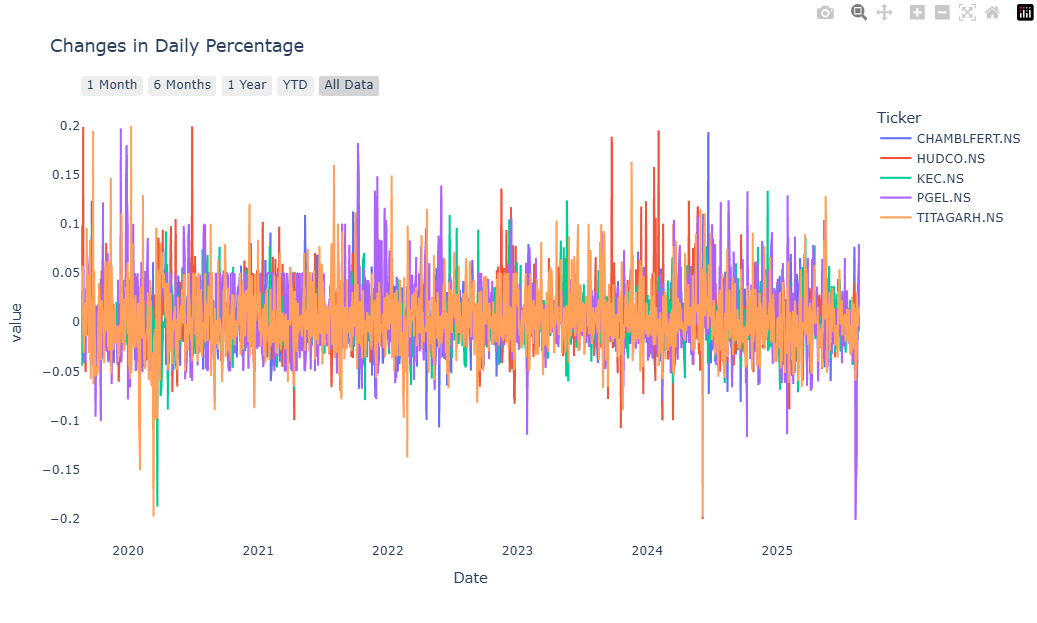 Changes in Daily Percentage
1 Month 6 Months 1 Year YTD All Data
Ticker
CHAMBLFERT.NS
HUDCO.NS
KEC.NS
PGEL.NS
TITAGARH.NS
value
0.2
0.15
0.1
0.05
0
−0.05
−0.1
−0.15
−0.2
2020 2021 2022 2023 2024 2025
Date